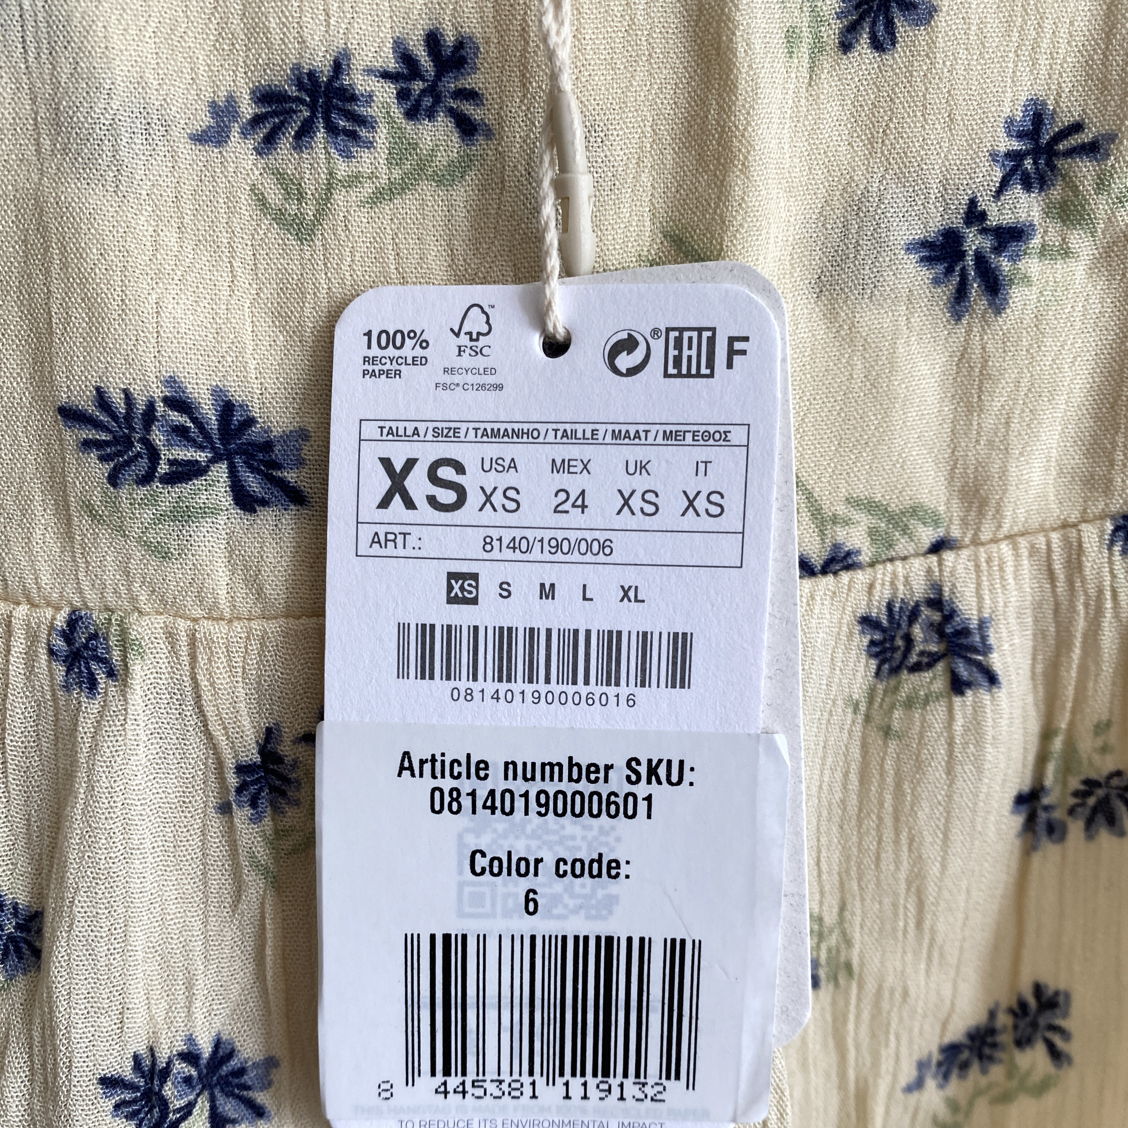 100%
RECYCLED
PAPER
FSC™
RECYCLED
FSC® C126299
® EAC F
TALLA / SIZE / TAMANHO / TAILLE / MAAT / ΜΕΓΕΘΟΣ
XS
USA MEX UK IT
XS 24 XS XS
ART.: 8140/190/006
XS S M L XL
08140190006016
Article number SKU:
0814019000601
Color code:
6
8 445381 119132
THIS HANGTAG IS MADE FROM 100% RECYCLED PAPER
TO REDUCE ITS ENVIRONMENTAL IMPACT